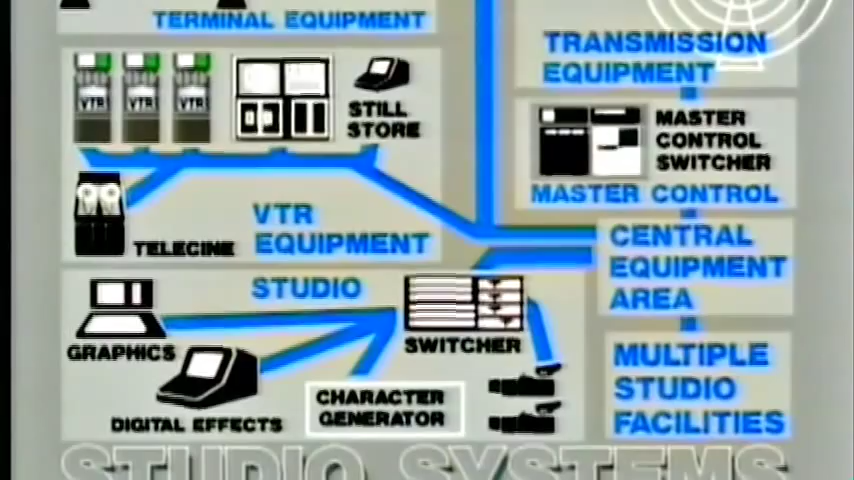 TERMINAL EQUIPMENT
TRANSMISSION
EQUIPMENT
VTR VTR VTR
STILL
STORE
MASTER
CONTROL
SWITCHER
MASTER CONTROL
TELECINE
VTR
EQUIPMENT
CENTRAL
EQUIPMENT
AREA
STUDIO
GRAPHICS
SWITCHER
DIGITAL EFFECTS
CHARACTER
GENERATOR
MULTIPLE
STUDIO
FACILITIES
STUDIO SYSTEMS